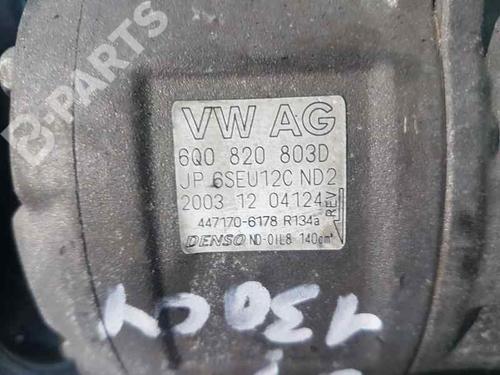 B-PARTS
VW AG
6Q0 820 803D
JP 6SEU12C ND2
2003 12 04124
REV
447170-6178 R134a
DENSO ND-OIL8 140cm³
130CY